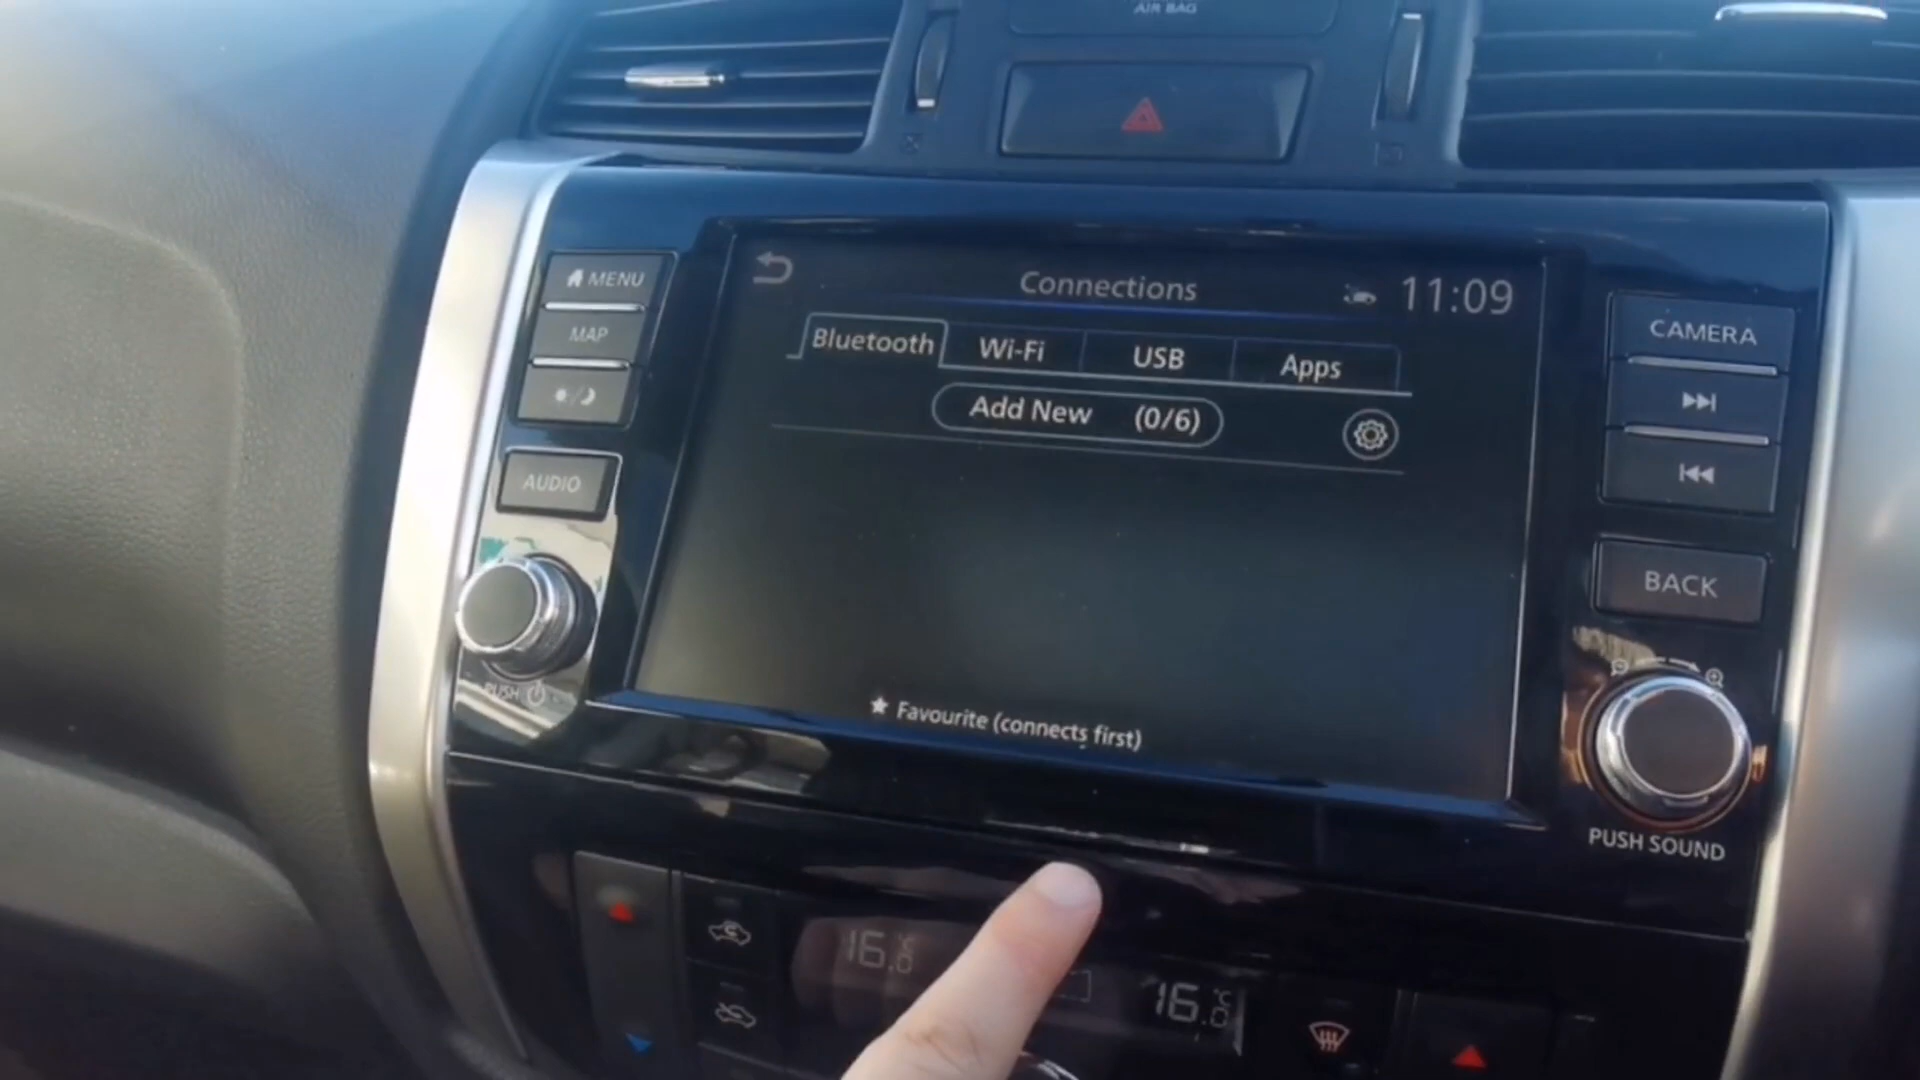 AIR BAG
MENU
MAP
AUDIO
PUSH
Connections
11:09
Bluetooth
Wi-Fi
USB
Apps
Add New (0/6)
★ Favourite (connects first)
CAMERA
BACK
PUSH SOUND
16.0°C
16.0°C